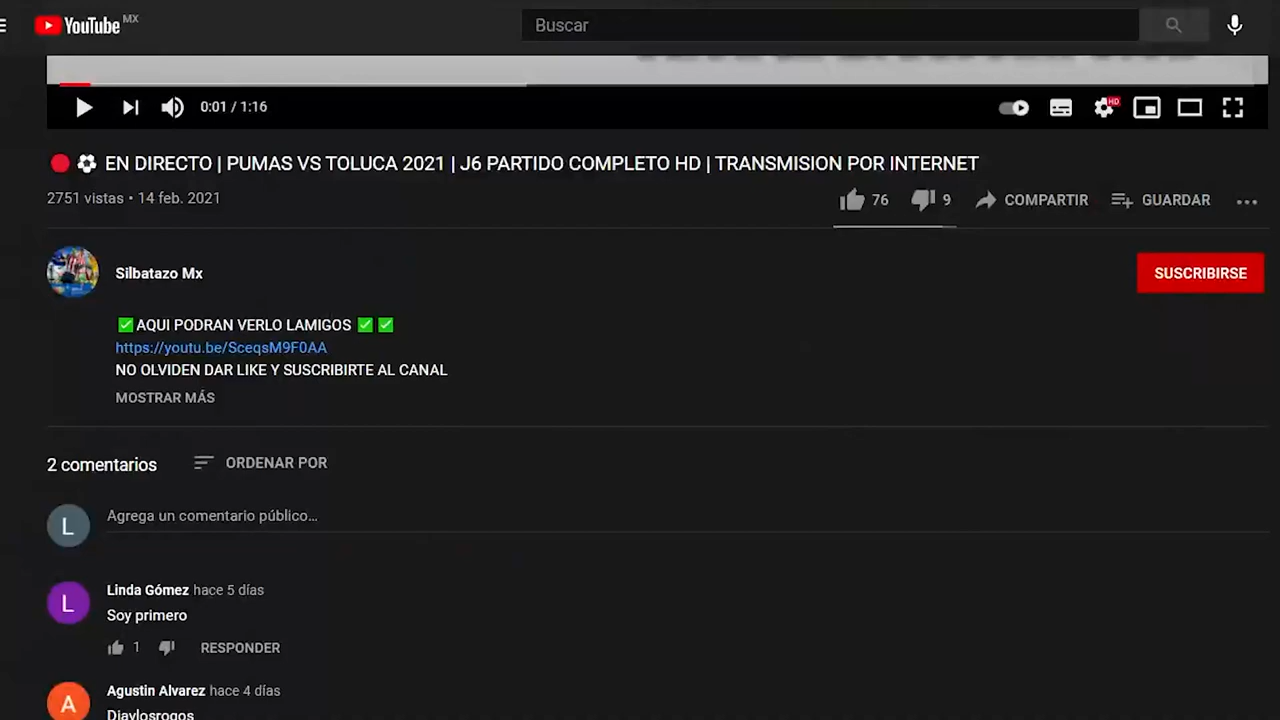 YouTube MX
Buscar
0:01 / 1:16
HD
EN DIRECTO | PUMAS VS TOLUCA 2021 | J6 PARTIDO COMPLETO HD | TRANSMISION POR INTERNET
2751 vistas • 14 feb. 2021
76
9
COMPARTIR
GUARDAR
Silbatazo Mx
SUSCRIBIRSE
✅AQUI PODRAN VERLO LAMIGOS ✅ ✅
https://youtu.be/SceqsM9F0AA
NO OLVIDEN DAR LIKE Y SUSCRIBIRTE AL CANAL
MOSTRAR MÁS
2 comentarios
ORDENAR POR
L
Agrega un comentario público...
L
Linda Gómez hace 5 días
Soy primero
1
RESPONDER
A
Agustin Alvarez hace 4 días
Diaylosrogos